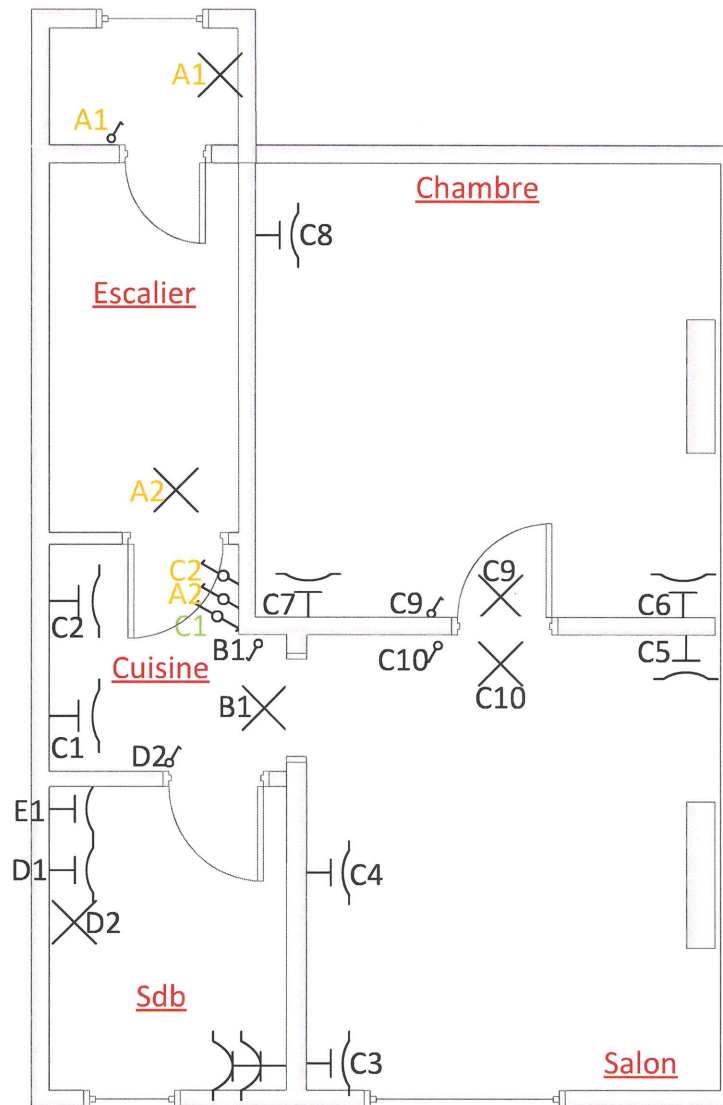 A1
A1
Chambre
C8
Escalier
A2
C2
A2
C1
C7
C9
C9
C6
C2
B1
C10
C5
Cuisine
C10
B1
C1
D2
E1
D1
C4
D2
Sdb
C3
Salon